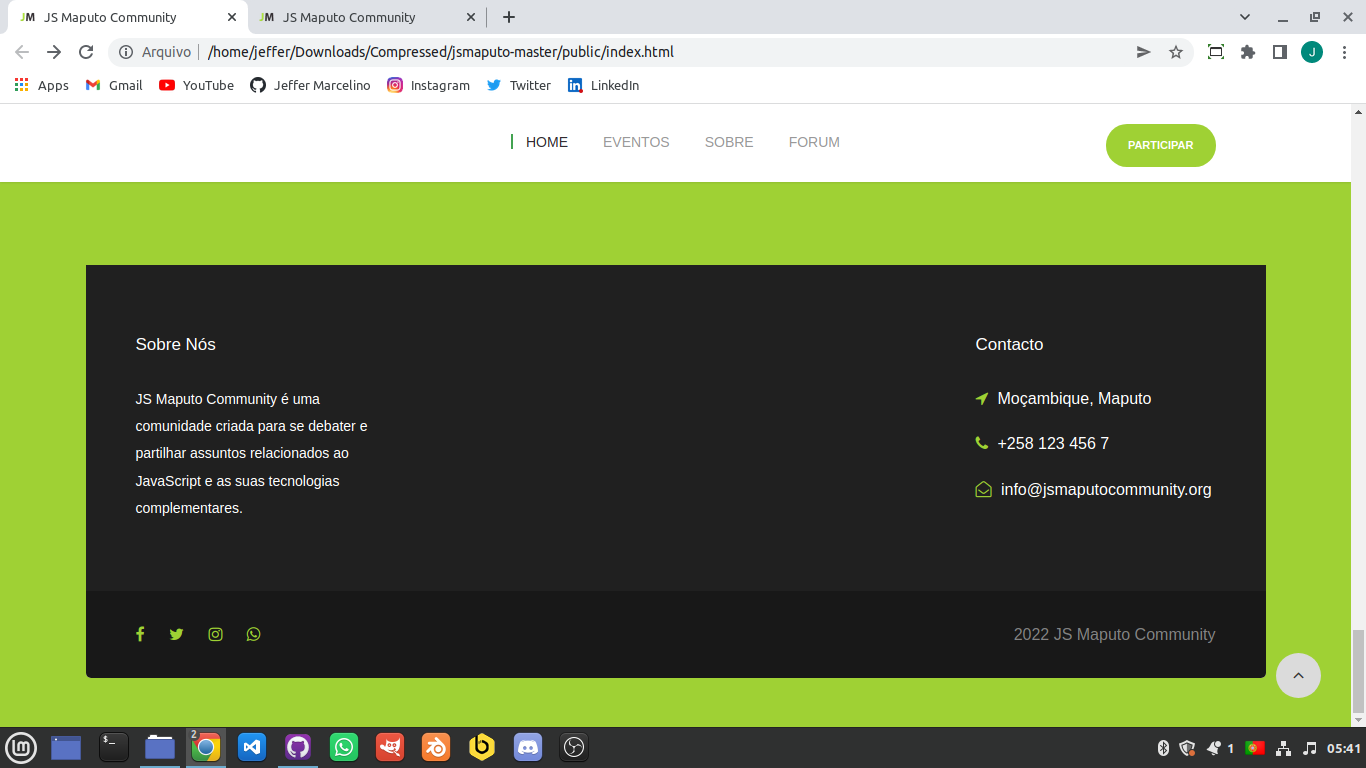 JM JS Maputo Community
JM JS Maputo Community
Arquivo /home/jeffer/Downloads/Compressed/jsmaputo-master/public/index.html
J
Apps Gmail YouTube Jeffer Marcelino Instagram Twitter LinkedIn
HOME EVENTOS SOBRE FORUM PARTICIPAR
Sobre Nós
JS Maputo Community é uma
comunidade criada para se debater e
partilhar assuntos relacionados ao
JavaScript e as suas tecnologias
complementares.
Contacto
Moçambique, Maputo
+258 123 456 7
info@jsmaputocommunity.org
2022 JS Maputo Community
2
1
05:41